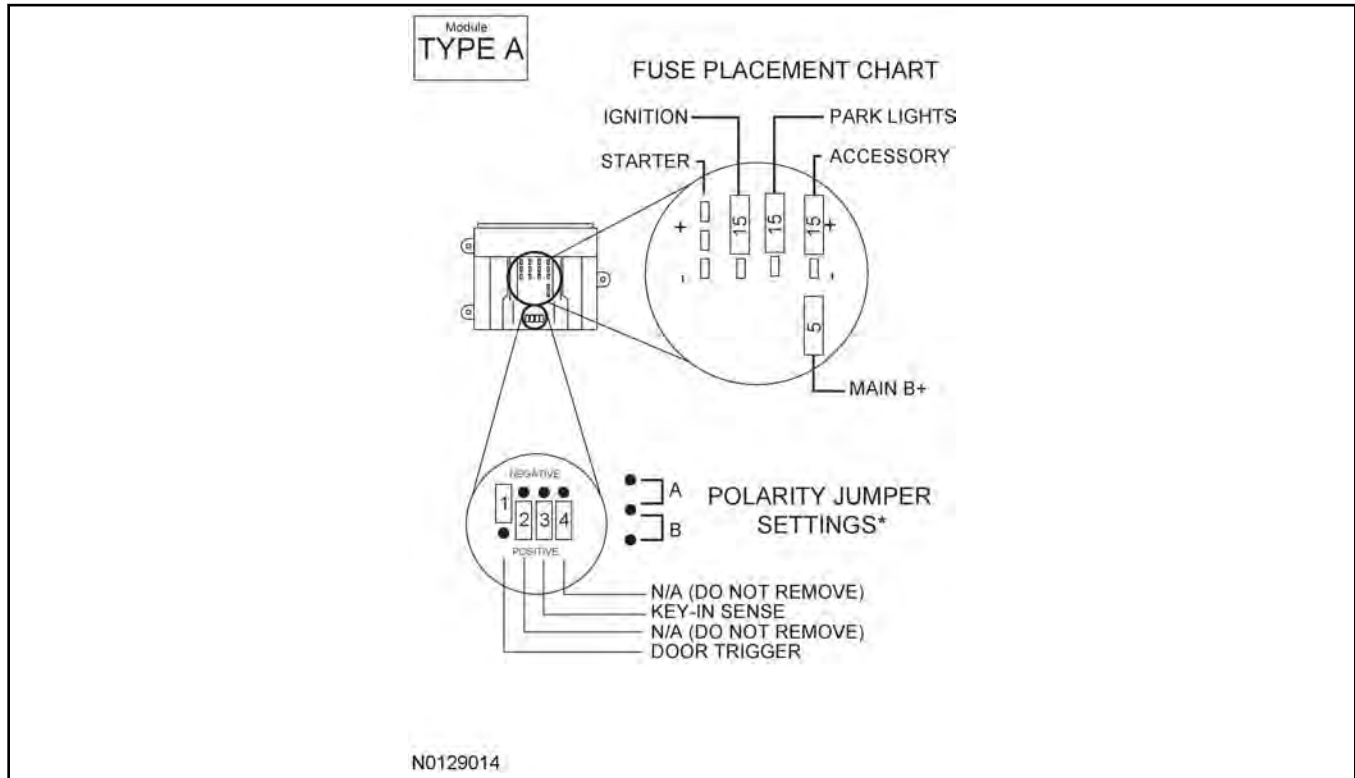 Module
TYPE A
FUSE PLACEMENT CHART
IGNITION
PARK LIGHTS
STARTER
ACCESSORY
+
15
15
15
+
-
-
5
MAIN B+
NEGATIVE
1
2
3
4
POSITIVE
A
B
POLARITY JUMPER
SETTINGS*
N/A (DO NOT REMOVE)
KEY-IN SENSE
N/A (DO NOT REMOVE)
DOOR TRIGGER
N0129014